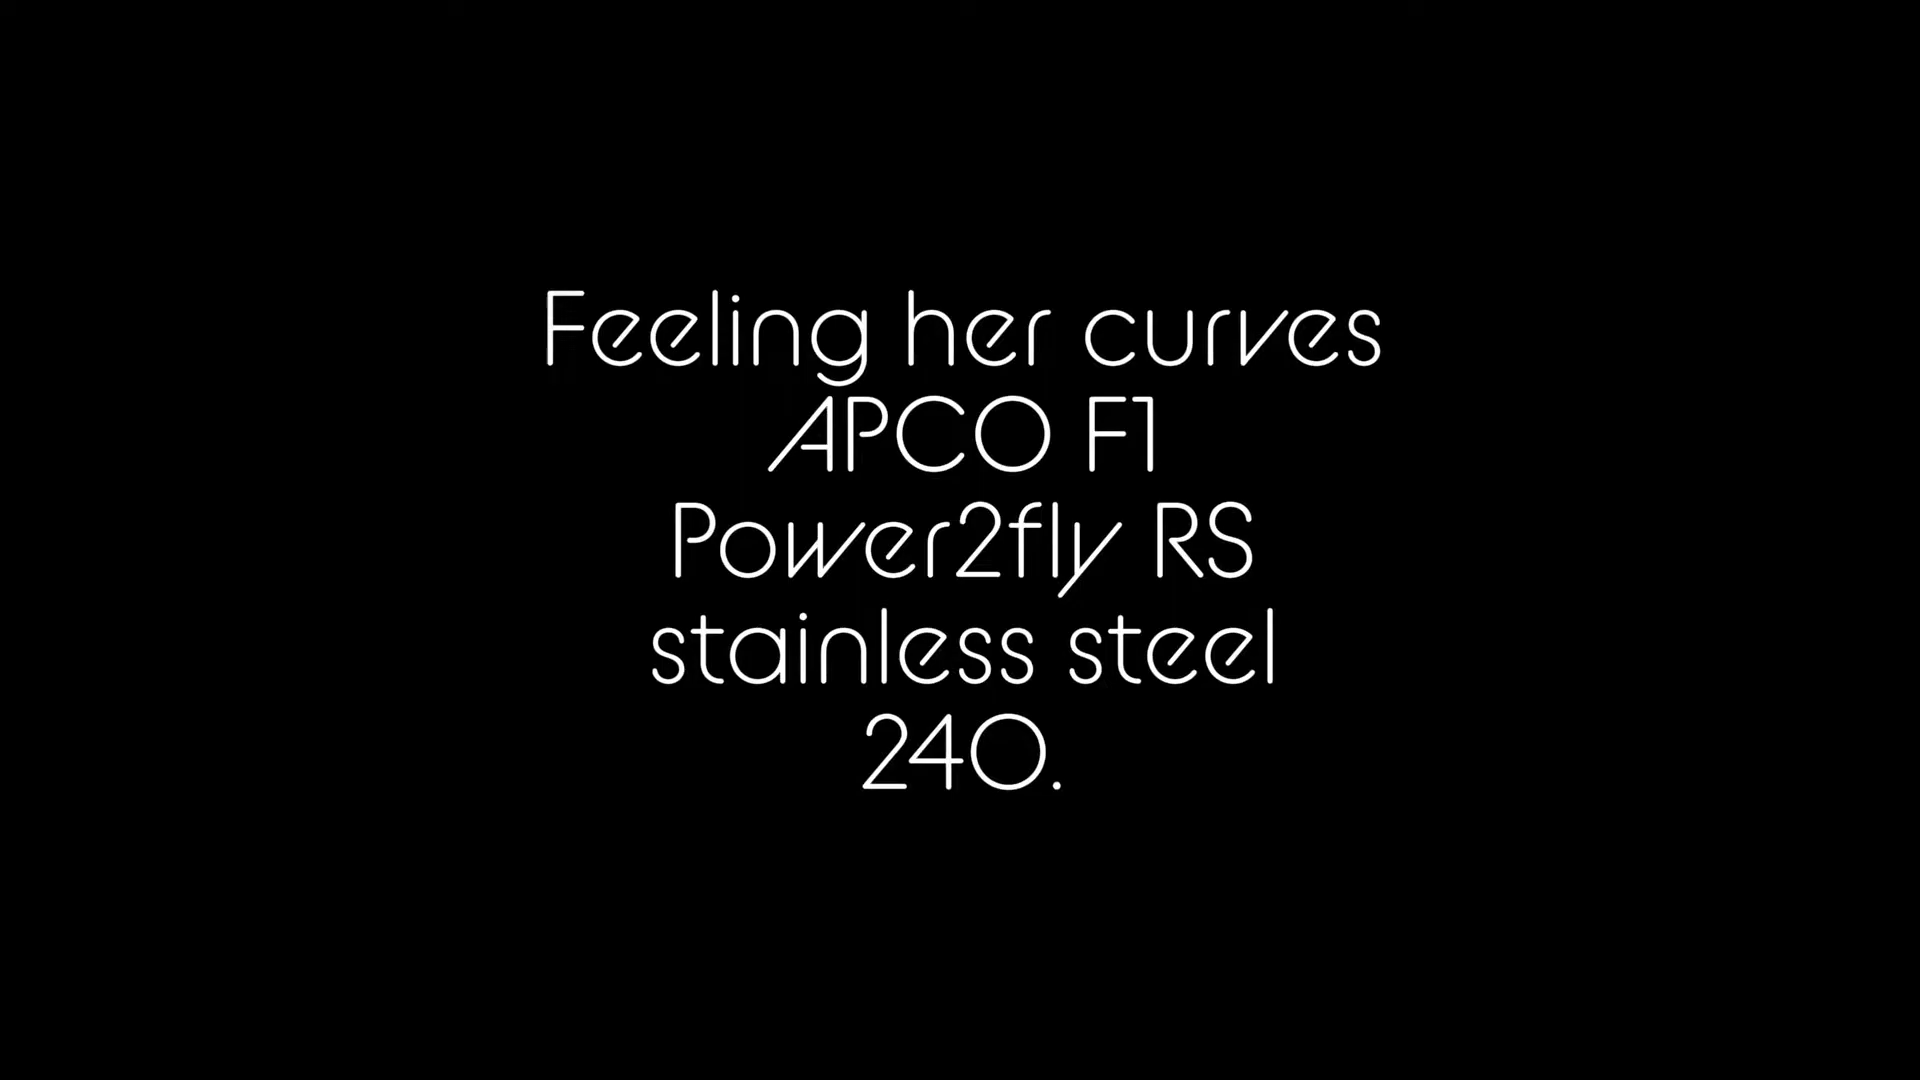 Feeling her curves
APCO F1
Power2fly RS
stainless steel
240.